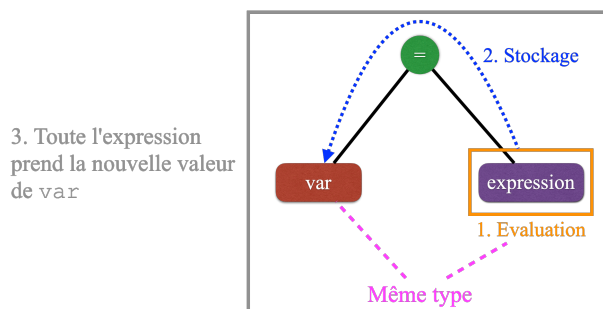 =
2. Stockage
3. Toute l'expression
prend la nouvelle valeur
de var
var
expression
1. Evaluation
Même type